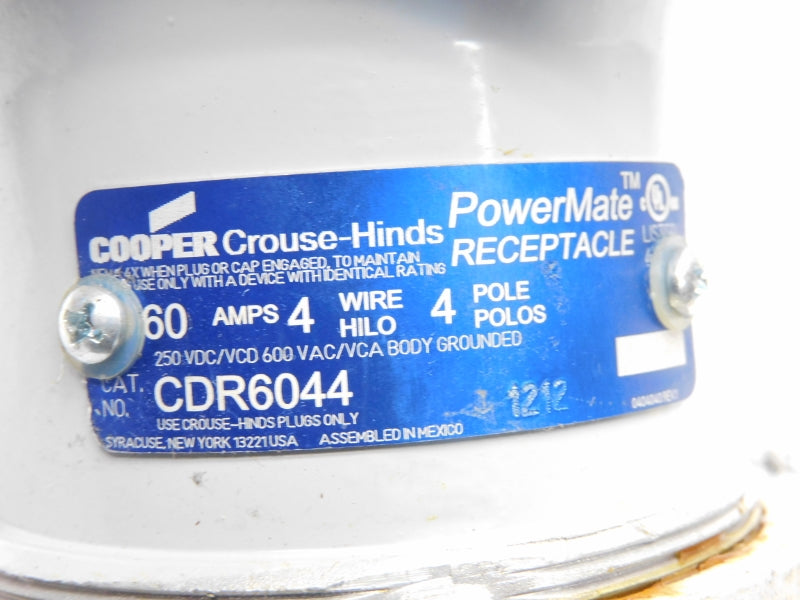 COOPER Crouse-Hinds
PowerMate™
RECEPTACLE
UL
4X WHEN PLUG OR CAP ENGAGED, TO MAINTAIN
USE ONLY WITH A DEVICE WITH IDENTICAL RATING
60 AMPS 4 WIRE HILO 4 POLE POLOS
250 VDC/VCD 600 VAC/VCA BODY GROUNDED
CAT. NO. CDR6044
USE CROUSE-HINDS PLUGS ONLY
1212
SYRACUSE, NEW YORK 13221 USA ASSEMBLED IN MEXICO